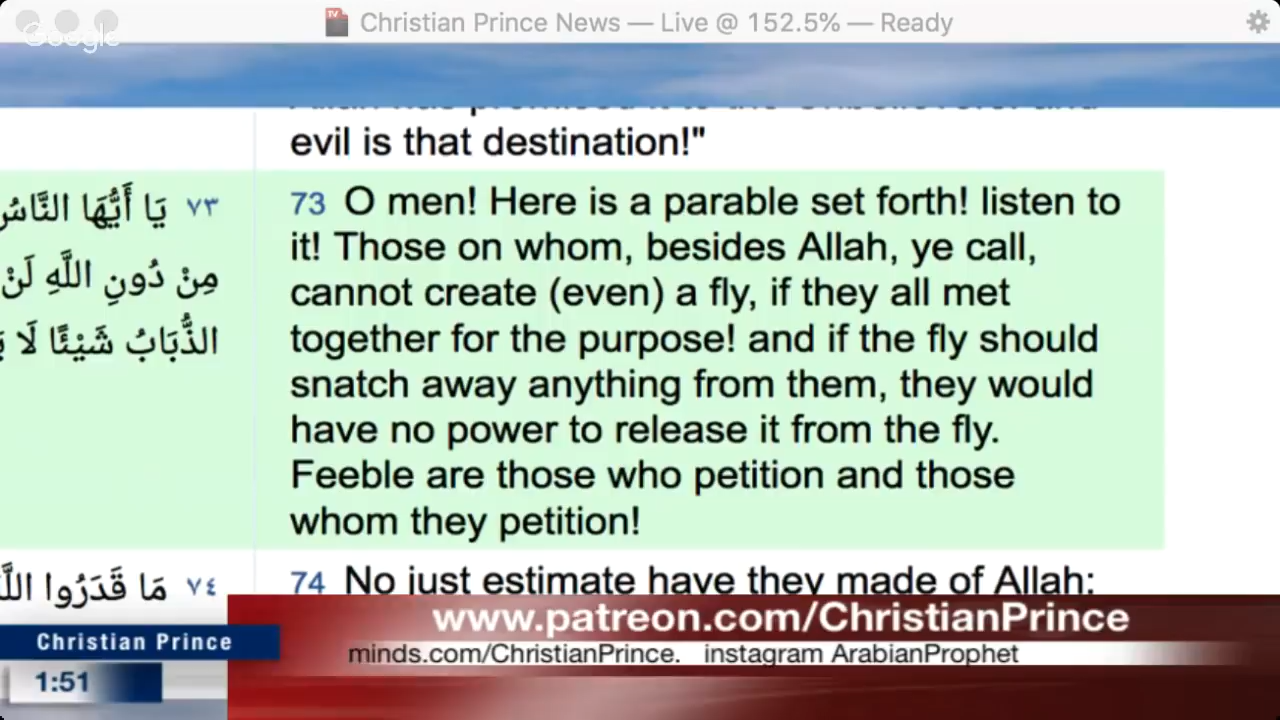 Christian Prince News — Live @ 152.5% — Ready
Google
evil is that destination!"
يَا أَيُّهَا النَّاسُ ٧٣
73 O men! Here is a parable set forth! listen to
it! Those on whom, besides Allah, ye call,
مِنْ دُونِ اللَّهِ لَنْ
cannot create (even) a fly, if they all met
الذُّبَابُ شَيْئًا لَا
together for the purpose! and if the fly should
snatch away anything from them, they would
have no power to release it from the fly.
Feeble are those who petition and those
whom they petition!
مَا قَدَرُوا ٧٤
74 No just estimate have they made of Allah:
www.patreon.com/ChristianPrince
Christian Prince
minds.com/ChristianPrince. instagram ArabianProphet
1:51